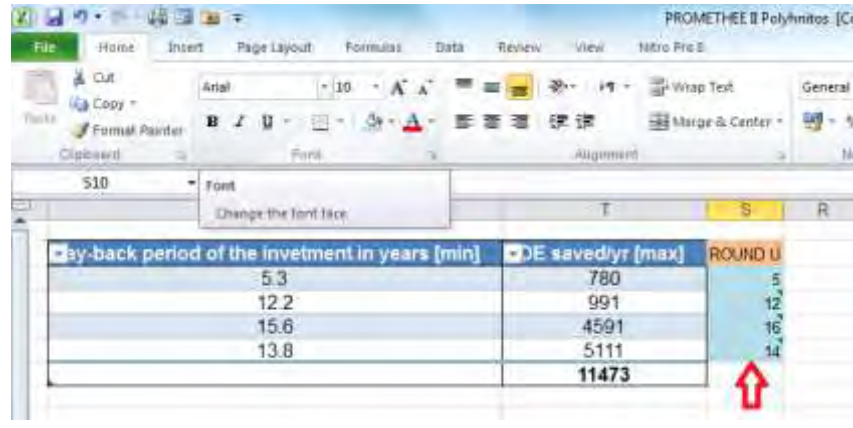 PROMETHEE II Polyhnitos [Co
File Home Insert Page Layout Formulas Data Review View Nitro Pro 8
Cut Arial 10 A A Wrap Text General
Copy
Paste
Format Painter B I U A Merge & Center
Clipboard Font Alignment N
S10 Font
Change the font face
T S R
ay-back period of the invetment in years [min] OE saved/yr [max] ROUND U
5.3 780 5
12.2 991 12
15.6 4591 16
13.8 5111 14
11473